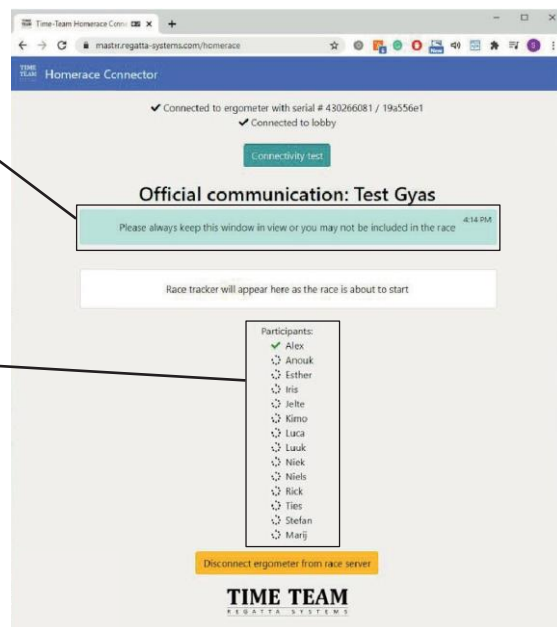 Time-Team Homerace Conn
mastr.regatta-systems.com/homerace
TIME TEAM
Homerace Connector
✔ Connected to ergometer with serial # 430266081 / 19a556e1
✔ Connected to lobby
Connectivity test
Official communication: Test Gyas
Please always keep this window in view or you may not be included in the race
4:14 PM
Race tracker will appear here as the race is about to start
Participants:
✔ Alex
Anouk
Esther
Iris
Jelte
Kimo
Luca
Luuk
Niek
Niels
Rick
Ties
Stefan
Marij
Disconnect ergometer from race server
TIME TEAM
REGATTA SYSTEMS